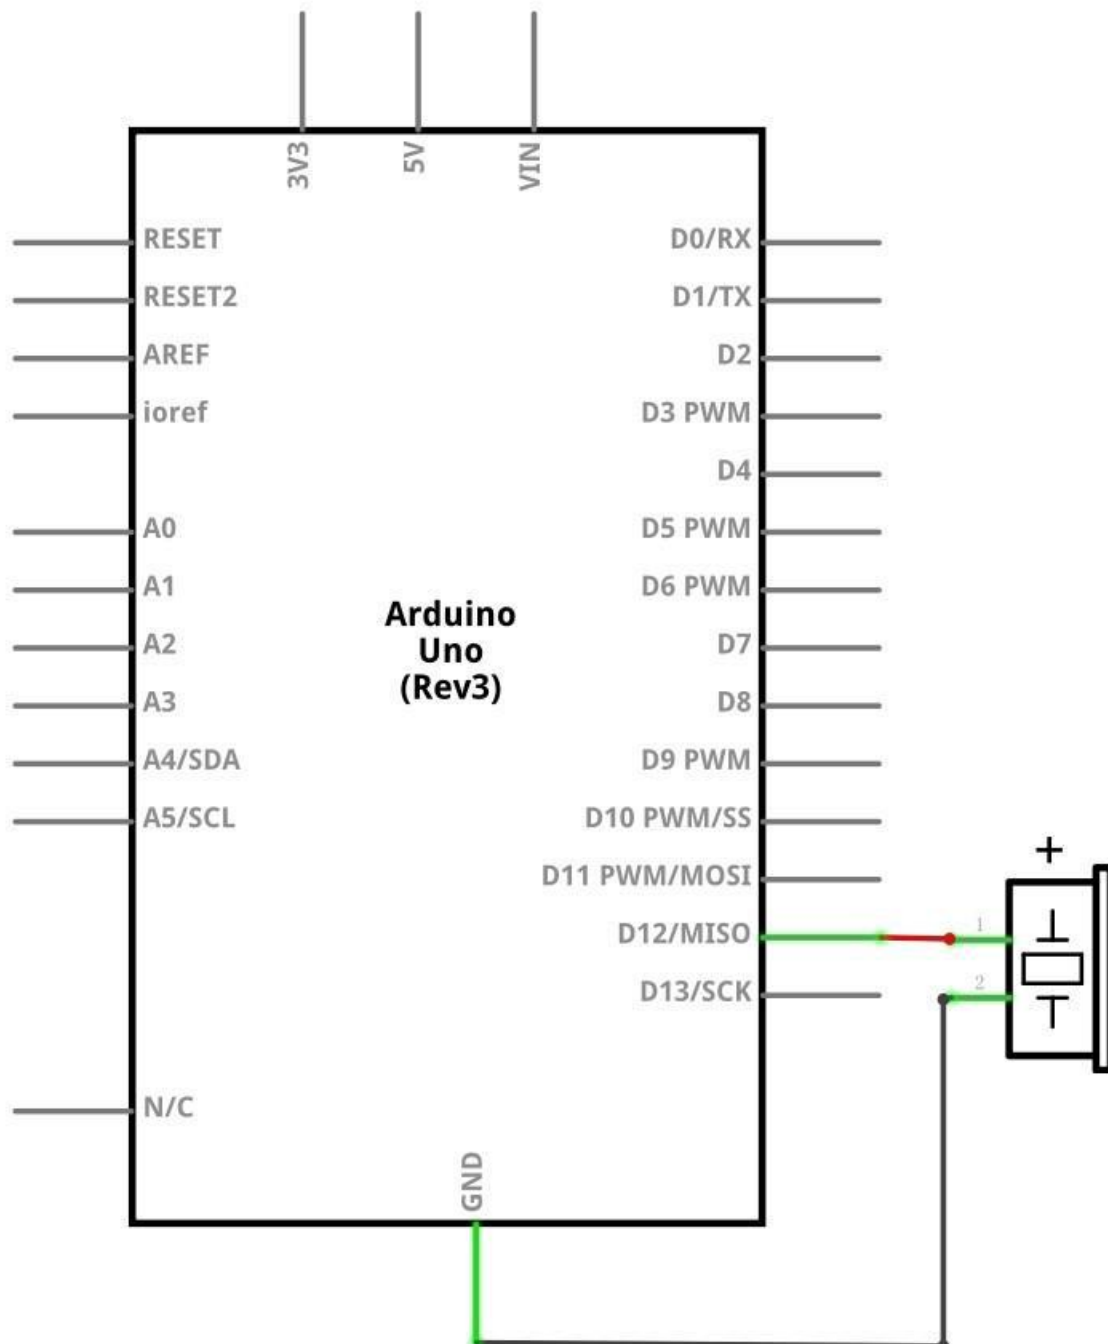 3V3
5V
VIN
RESET
D0/RX
RESET2
D1/TX
AREF
D2
ioref
D3 PWM
D4
A0
D5 PWM
A1
D6 PWM
Arduino
Uno
(Rev3)
A2
D7
A3
D8
A4/SDA
D9 PWM
A5/SCL
D10 PWM/SS
D11 PWM/MOSI
+
D12/MISO
1
D13/SCK
2
N/C
GND